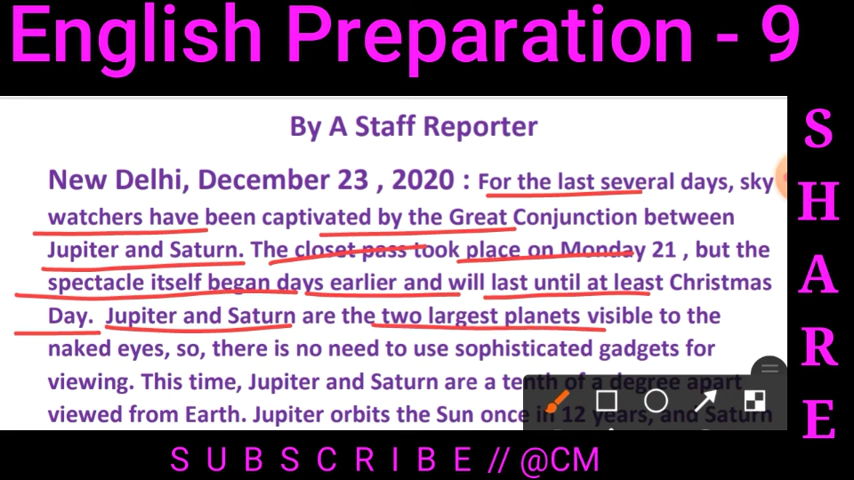 English Preparation - 9
By A Staff Reporter
New Delhi, December 23 , 2020 : For the last several days, sky
watchers have been captivated by the Great Conjunction between
Jupiter and Saturn. The closet pass took place on Monday 21 , but the
spectacle itself began days earlier and will last until at least Christmas
Day. Jupiter and Saturn are the two largest planets visible to the
naked eyes, so, there is no need to use sophisticated gadgets for
viewing. This time, Jupiter and Saturn are a tenth of a degree apart
viewed from Earth. Jupiter orbits the Sun once in 12 years, and Saturn
SHARE
S U B S C R I B E // @CM